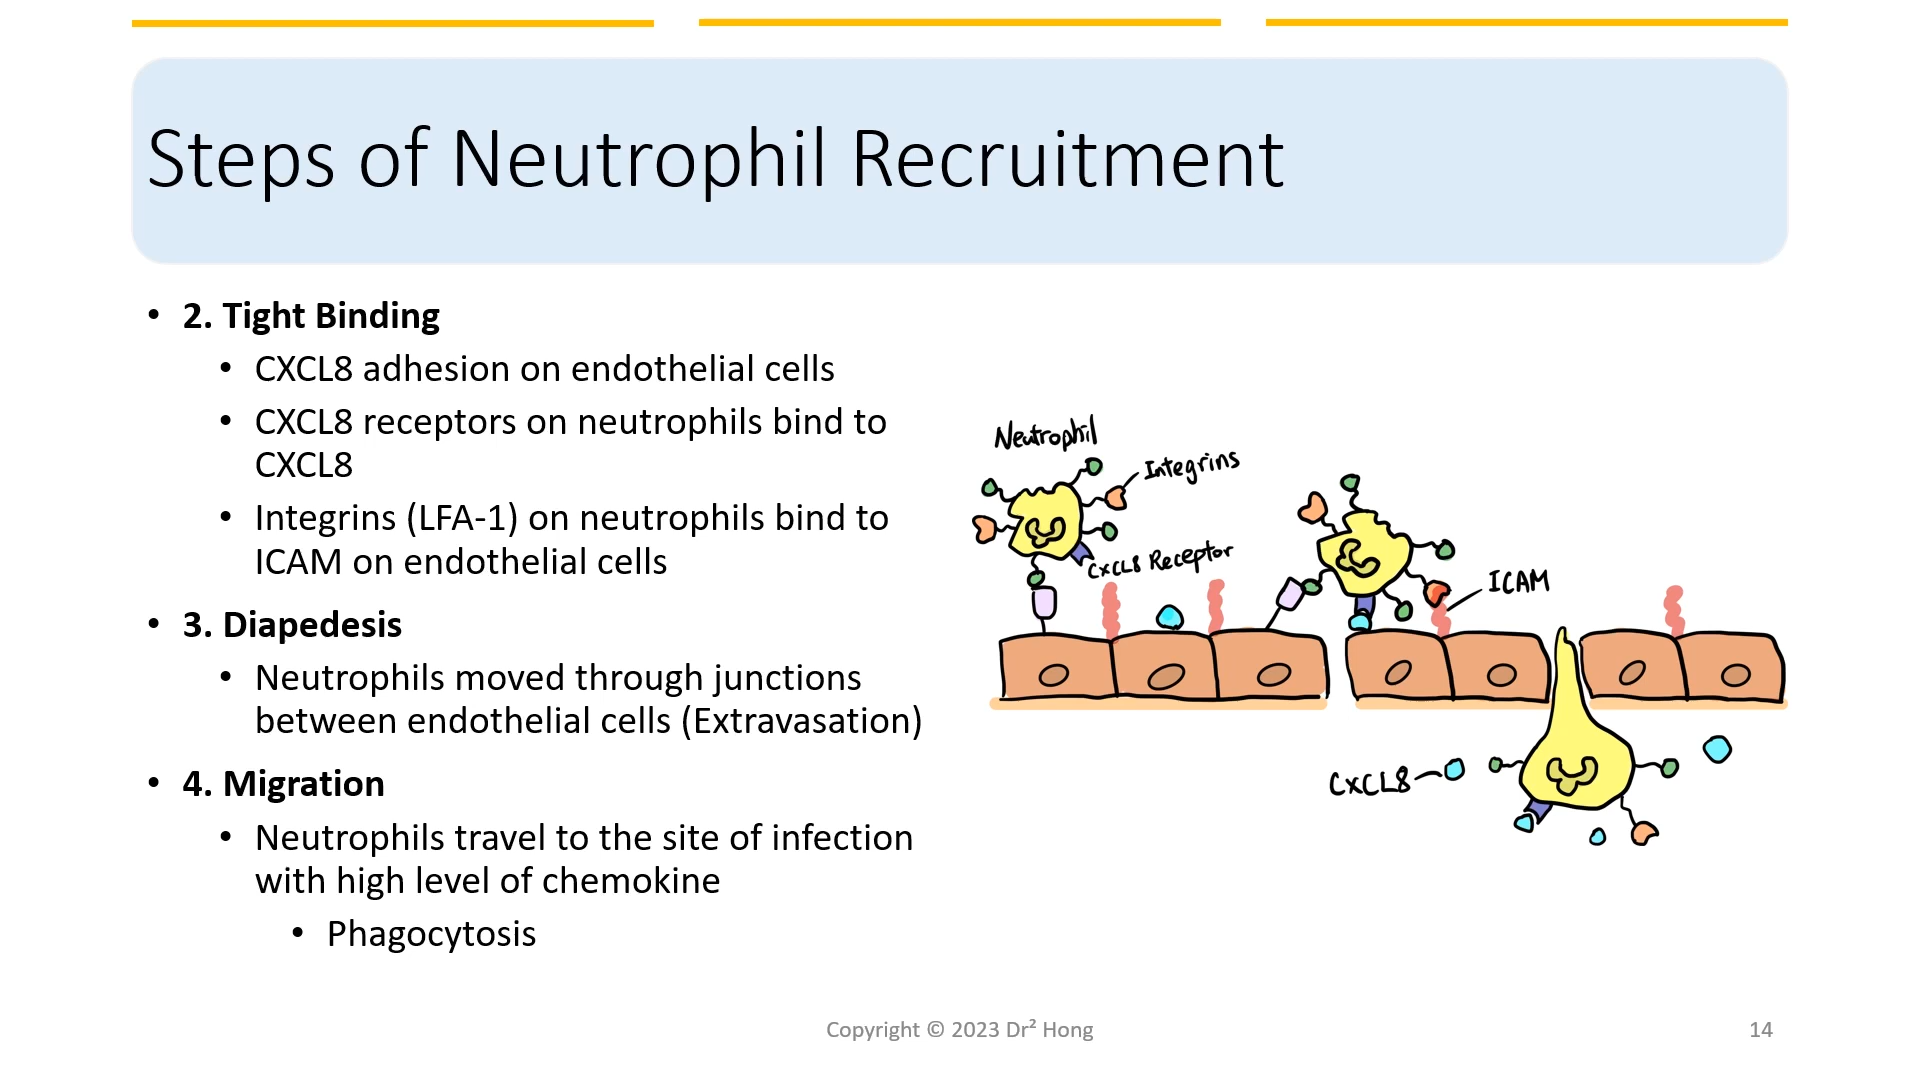 Steps of Neutrophil Recruitment
• 2. Tight Binding
• CXCL8 adhesion on endothelial cells
• CXCL8 receptors on neutrophils bind to
CXCL8
• Integrins (LFA-1) on neutrophils bind to
ICAM on endothelial cells
• 3. Diapedesis
• Neutrophils moved through junctions
between endothelial cells (Extravasation)
• 4. Migration
• Neutrophils travel to the site of infection
with high level of chemokine
• Phagocytosis
Neutrophil
Integrins
CXCL8 Receptor
ICAM
CXCL8
Copyright © 2023 Dr² Hong
14